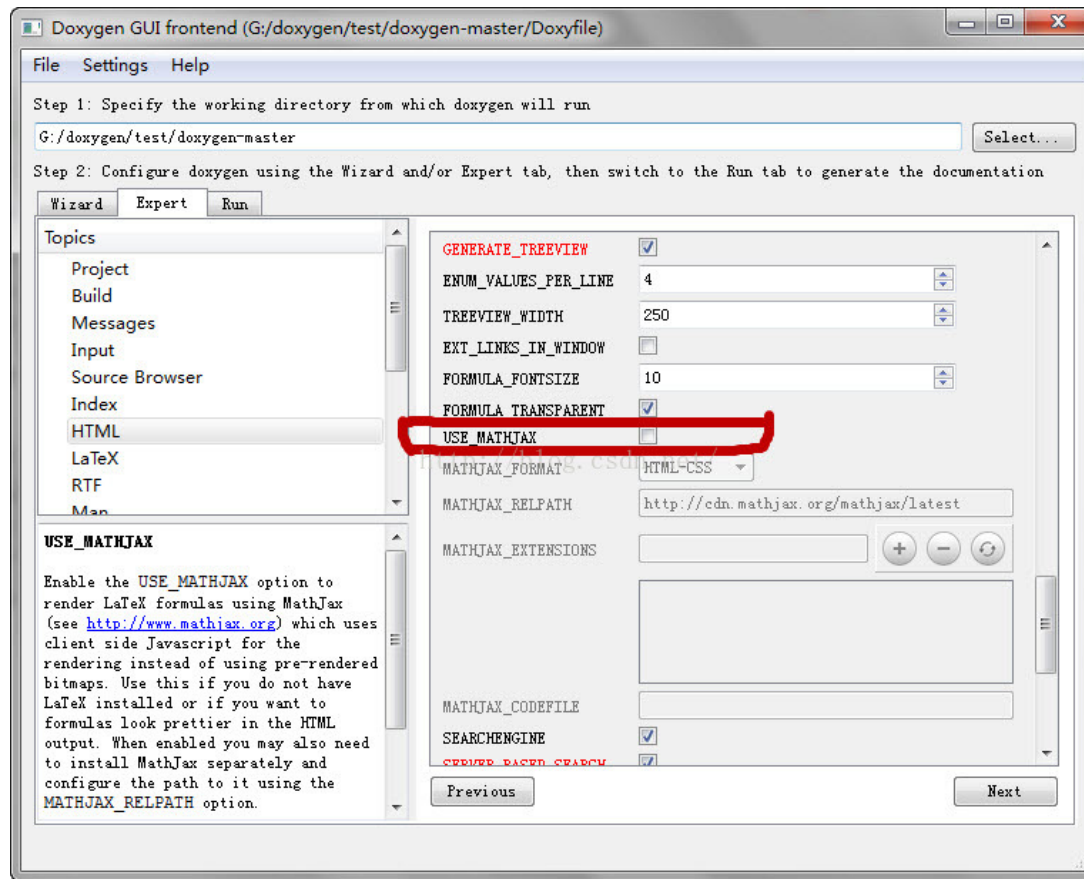 Doxygen GUI frontend (G:/doxygen/test/doxygen-master/Doxyfile)
File Settings Help
Step 1: Specify the working directory from which doxygen will run
G:/doxygen/test/doxygen-master
Select...
Step 2: Configure doxygen using the Wizard and/or Expert tab, then switch to the Run tab to generate the documentation
Wizard Expert Run
Topics
Project
Build
Messages
Input
Source Browser
Index
HTML
LaTeX
RTF
Man
USE_MATHJAX
Enable the USE_MATHJAX option to
render LaTeX formulas using MathJax
(see http://www.mathjax.org) which uses
client side Javascript for the
rendering instead of using pre-rendered
bitmaps. Use this if you do not have
LaTeX installed or if you want to
formulas look prettier in the HTML
output. When enabled you may also need
to install MathJax separately and
configure the path to it using the
MATHJAX_RELPATH option.
GENERATE_TREEVIEW
ENUM_VALUES_PER_LINE 4
TREEVIEW_WIDTH 250
EXT_LINKS_IN_WINDOW
FORMULA_FONTSIZE 10
FORMULA_TRANSPARENT
USE_MATHJAX
http://blog.csdn.net/
MATHJAX_FORMAT HTML-CSS
MATHJAX_RELPATH http://cdn.mathjax.org/mathjax/latest
MATHJAX_EXTENSIONS
MATHJAX_CODEFILE
SEARCHENGINE
SERVER_BASED_SEARCH
Previous Next